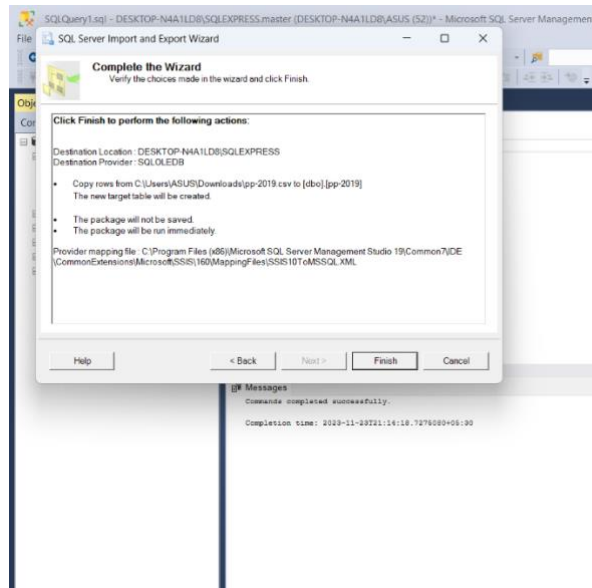 SQLQuery1.sql - DESKTOP-N4A1LD8\SQLEXPRESS.master (DESKTOP-N4A1LD8\ASUS (52))* - Microsoft SQL Server Managemen
File
SQL Server Import and Export Wizard
Complete the Wizard
Verify the choices made in the wizard and click Finish.
Obje
Cor
Click Finish to perform the following actions:
Destination Location : DESKTOP-N4A1LD8\SQLEXPRESS
Destination Provider : SQLOLEDB
• Copy rows from C:\Users\ASUS\Downloads\pp-2019.csv to [dbo].[pp-2019]
The new target table will be created.
• The package will not be saved.
• The package will be run immediately.
Provider mapping file : C:\Program Files (x86)\Microsoft SQL Server Management Studio 19\Common7\IDE
\CommonExtensions\Microsoft\SSIS\160\MappingFiles\SSIS10ToMSSQL.XML
Help < Back Next > Finish Cancel
Messages
Commands completed successfully.
Completion time: 2023-11-23T21:16:18.7275080+05:30